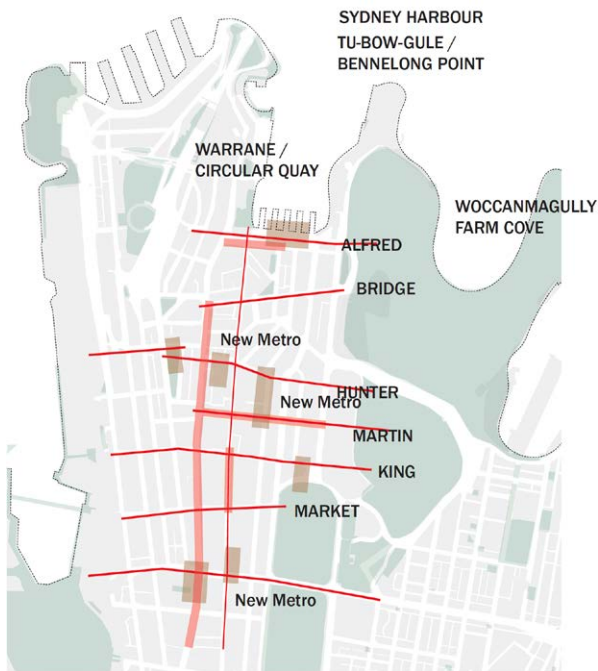 SYDNEY HARBOUR
TU-BOW-GULE /
BENNELONG POINT
WARRANE /
CIRCULAR QUAY
WOCCANMAGULLY
FARM COVE
ALFRED
BRIDGE
New Metro
HUNTER
New Metro
MARTIN
KING
MARKET
New Metro